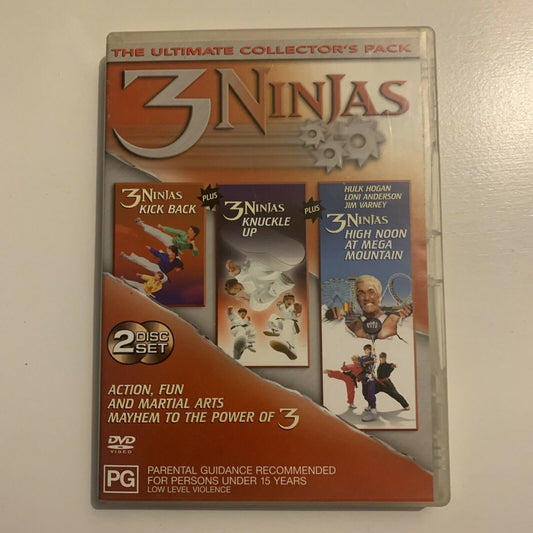 THE ULTIMATE COLLECTOR'S PACK
3 NINJAS
3 NINJAS
KICK BACK
PLUS
3 NINJAS
KNUCKLE
UP
PLUS
HULK HOGAN
LONI ANDERSON
JIM VARNEY
3 NINJAS
HIGH NOON
AT MEGA
MOUNTAIN
2 DISC
SET
ACTION, FUN
AND MARTIAL ARTS
MAYHEM TO THE POWER OF 3
DVD
VIDEO
PG
PARENTAL GUIDANCE RECOMMENDED
FOR PERSONS UNDER 15 YEARS
LOW LEVEL VIOLENCE